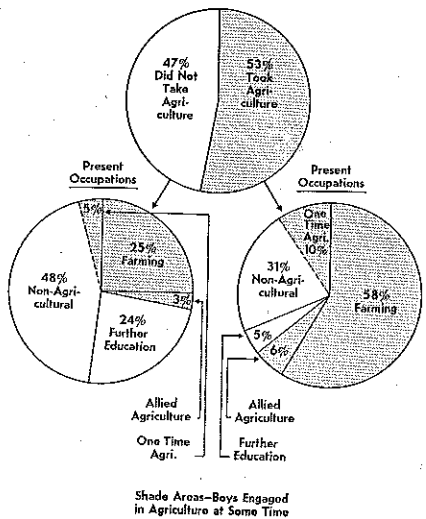 47%
Did Not
Take
Agri-
culture
53%
Took
Agri-
culture
Present
Occupations
Present
Occupations
5%
25%
Farming
3%
24%
Further
Education
48%
Non-Agri-
cultural
One
Time
Agri.
10%
58%
Farming
31%
Non-Agri-
cultural
5%
6%
Allied
Agriculture
One Time
Agri.
Allied
Agriculture
Further
Education
Shade Areas–Boys Engaged
in Agriculture at Some Time